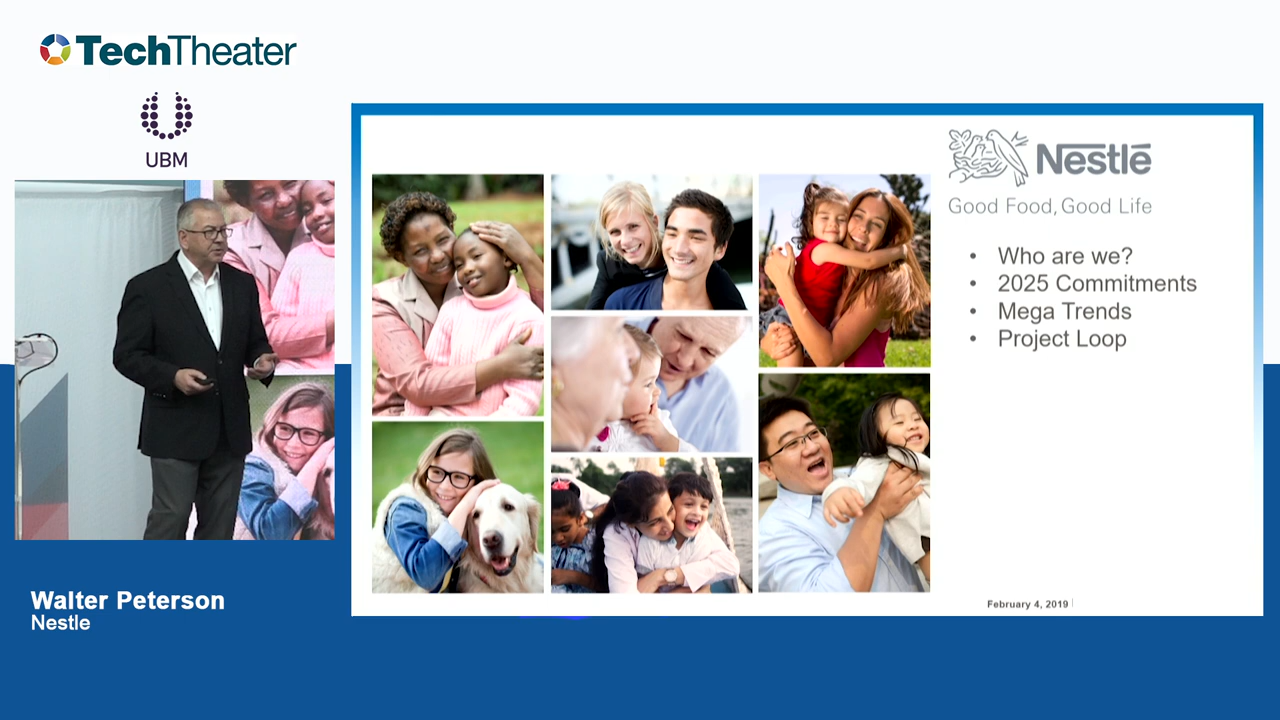 TechTheater
UBM
Nestlé
Good Food, Good Life
• Who are we?
• 2025 Commitments
• Mega Trends
• Project Loop
February 4, 2019
Walter Peterson
Nestle